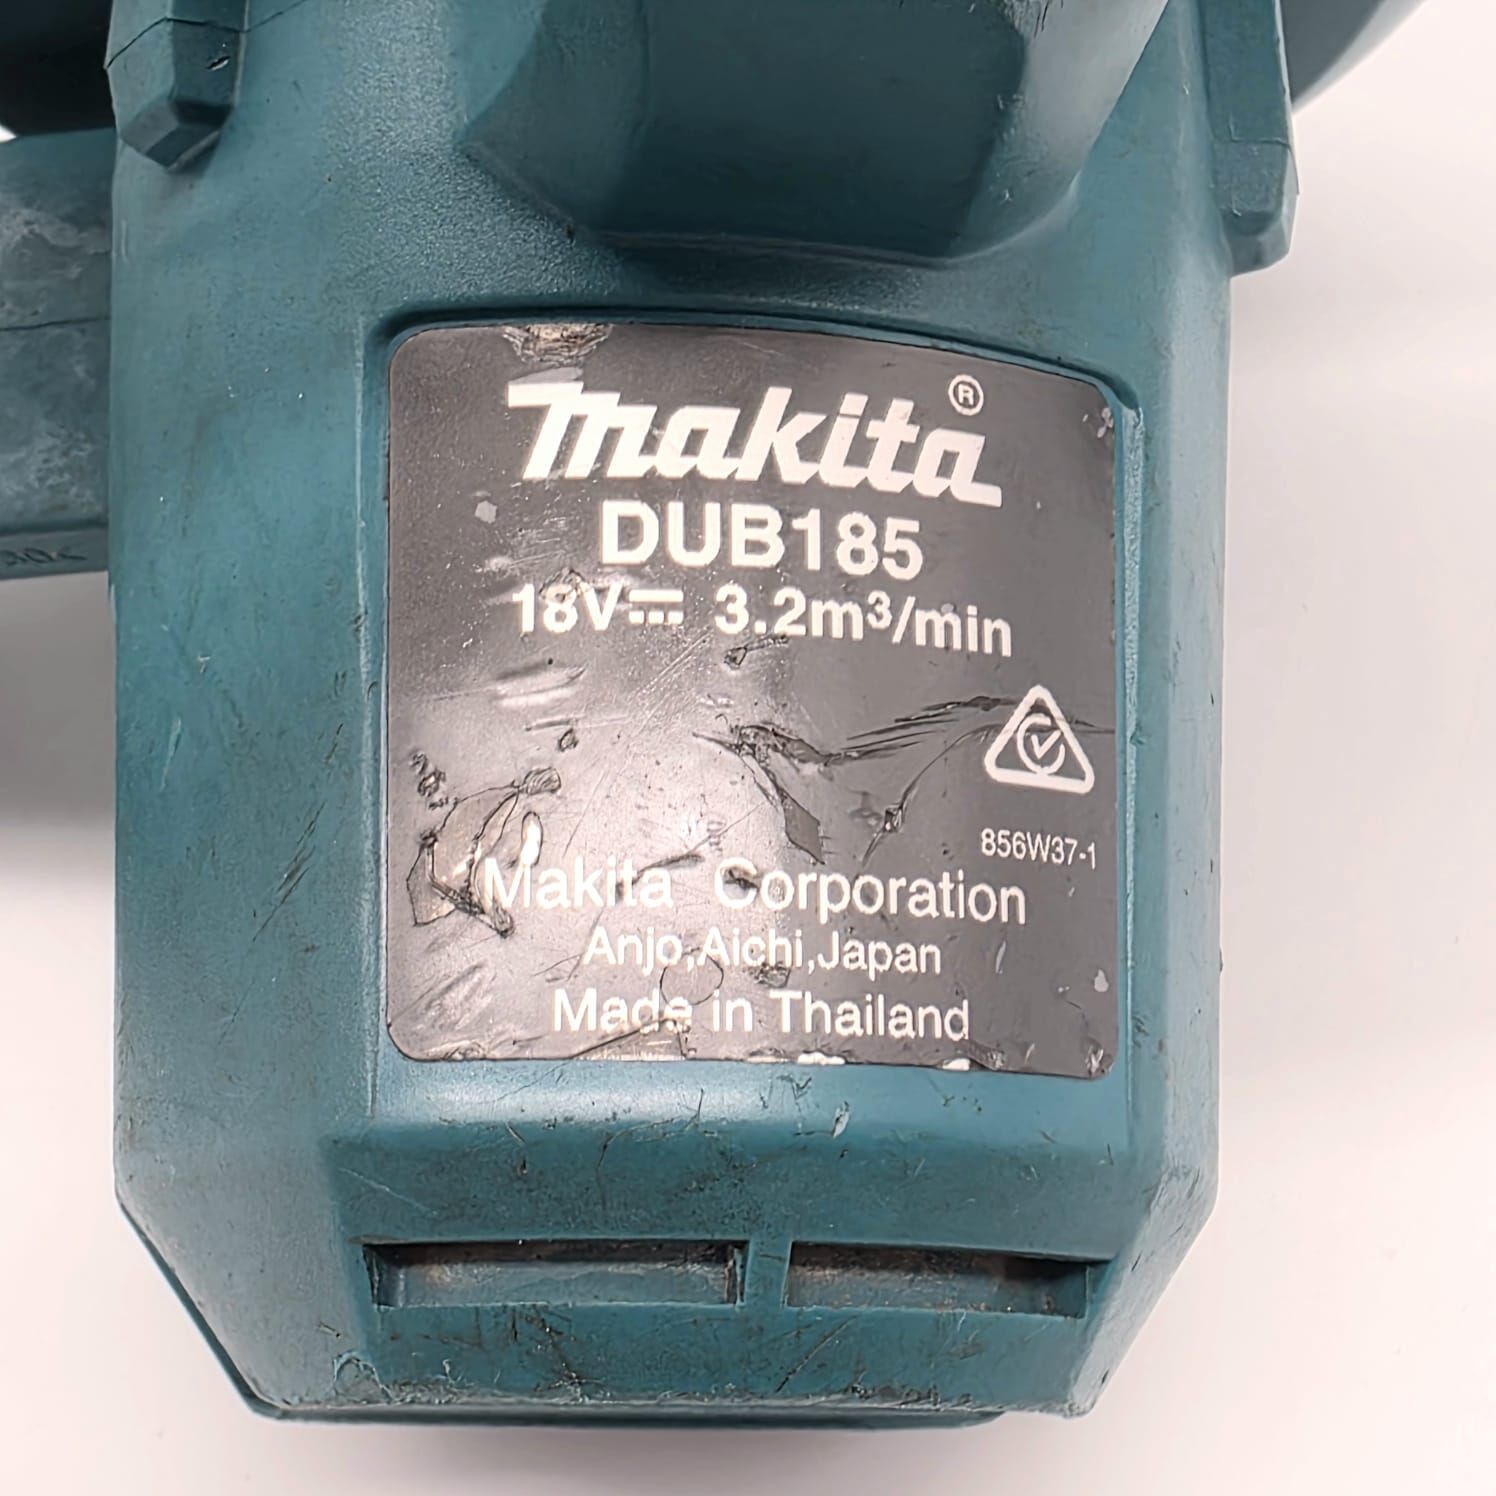 makita®
DUB185
18V⎓ 3.2m³/min
856W37-1
Makita Corporation
Anjo,Aichi,Japan
Made in Thailand